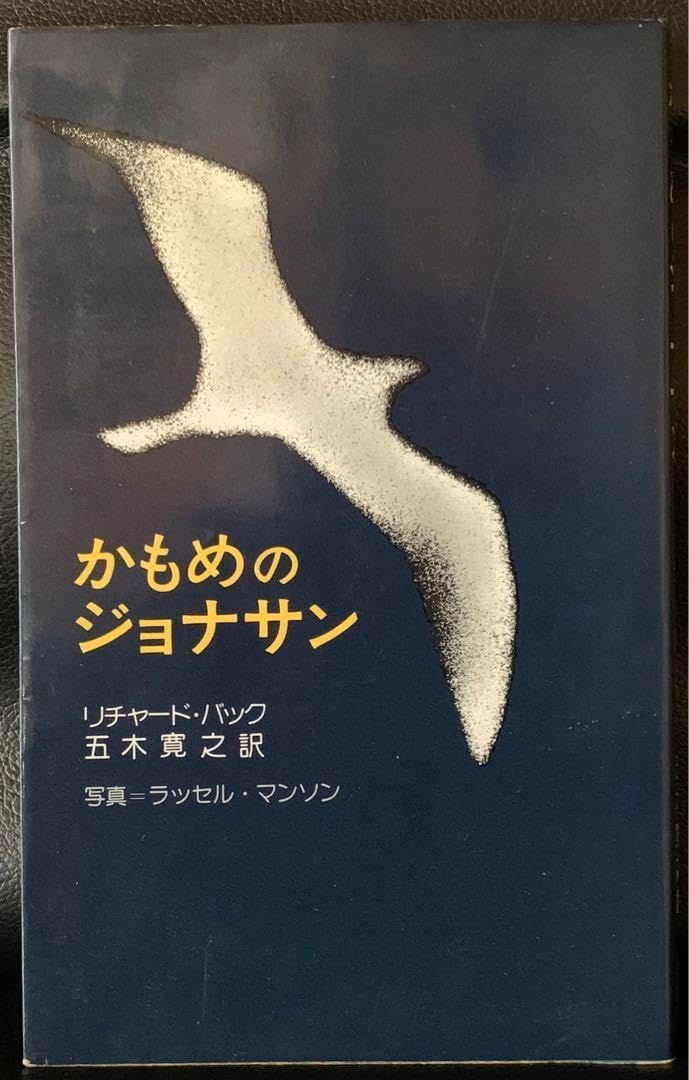 かもめの
ジョナサン
リチャード・バック
五木寛之訳
写真=ラッセル・マンソン